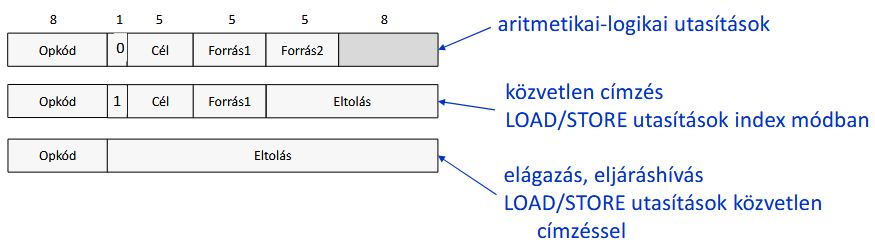 8 1 5 5 5 8
Opkód 0 Cél Forrás1 Forrás2
aritmetikai-logikai utasítások
Opkód 1 Cél Forrás1 Eltolás
közvetlen címzés
LOAD/STORE utasítások index módban
Opkód Eltolás
elágazás, eljáráshívás
LOAD/STORE utasítások közvetlen
címzéssel